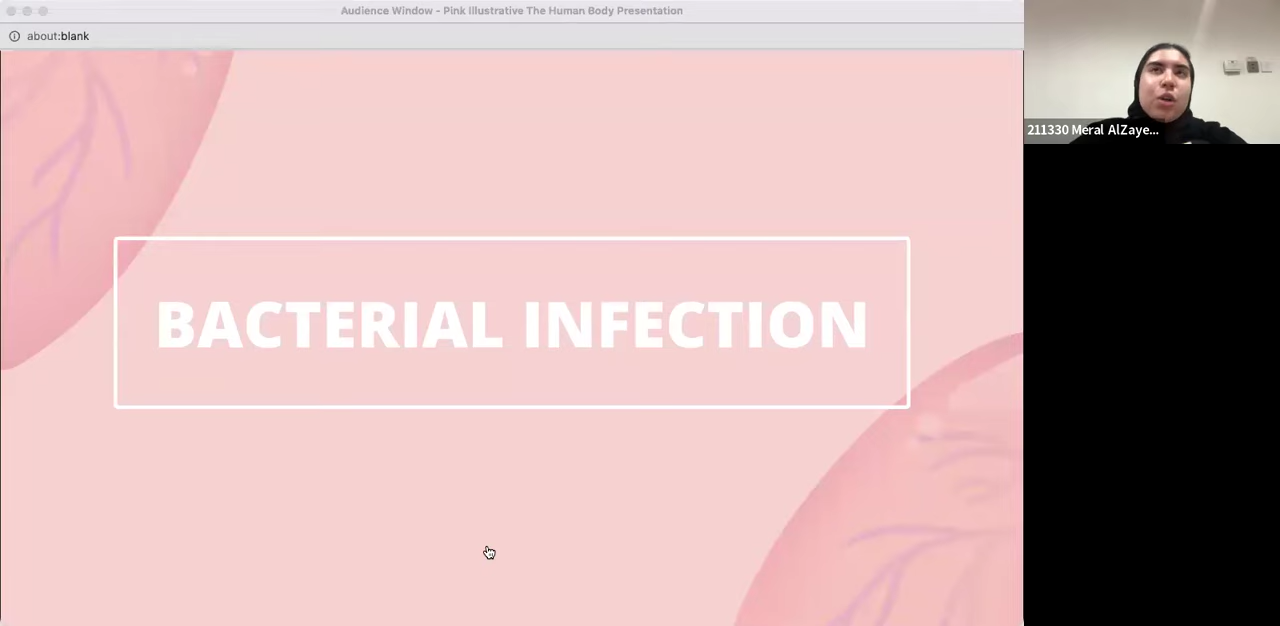 Audience Window - Pink Illustrative The Human Body Presentation
about:blank
BACTERIAL INFECTION
211330 Meral AlZaye...